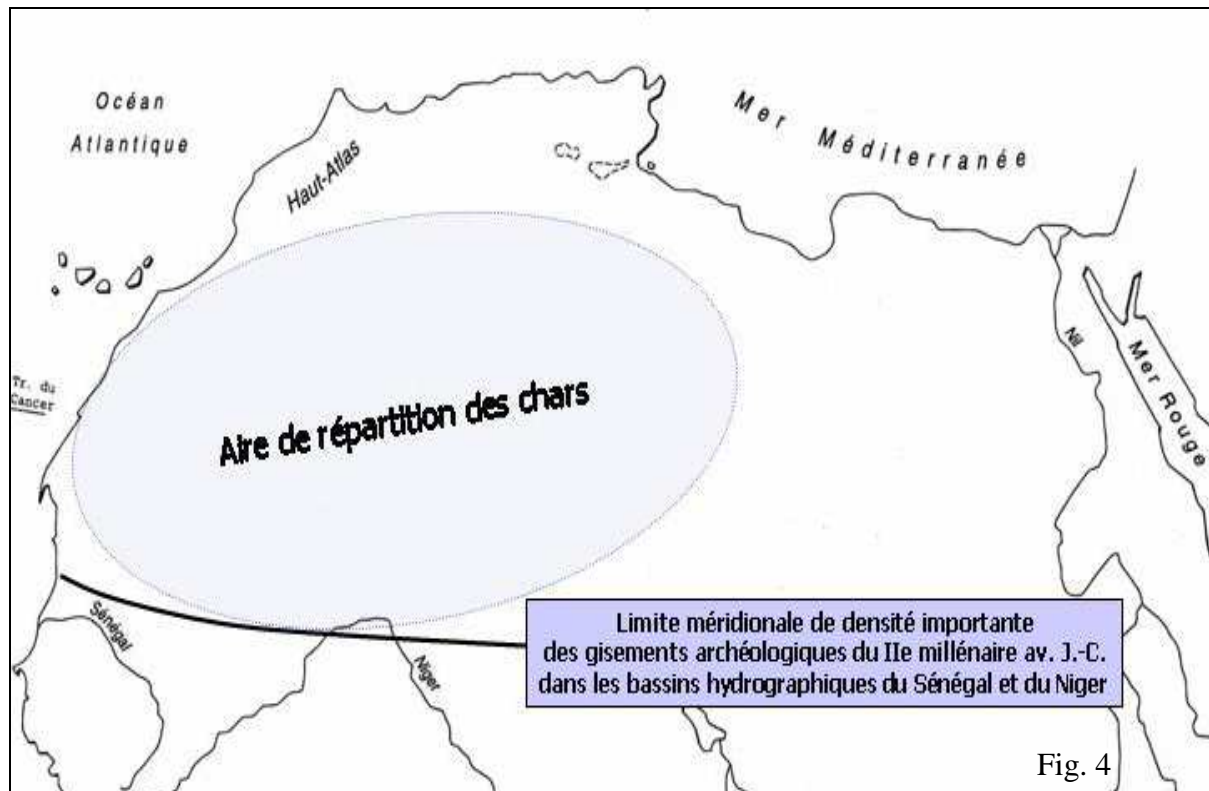 Océan
Atlantique
Mer Méditerranée
Haut-Atlas
Tr. du
Cancer
Aire de répartition des chars
Nil
Mer Rouge
Sénégal
Niger
Limite méridionale de densité importante
des gisements archéologiques du IIe millénaire av. J.-C.
dans les bassins hydrographiques du Sénégal et du Niger
Fig. 4